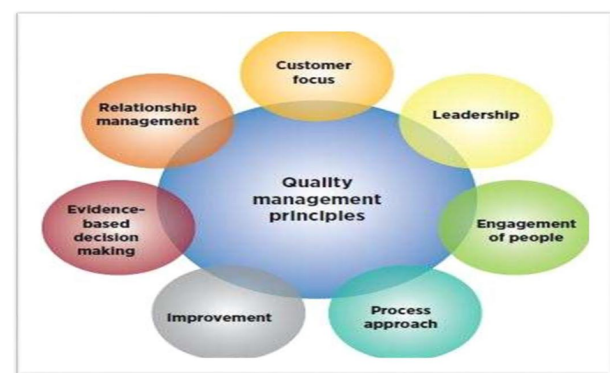 Customer
focus
Leadership
Engagement
of people
Process
approach
Improvement
Evidence-
based
decision
making
Relationship
management
Quality
management
principles